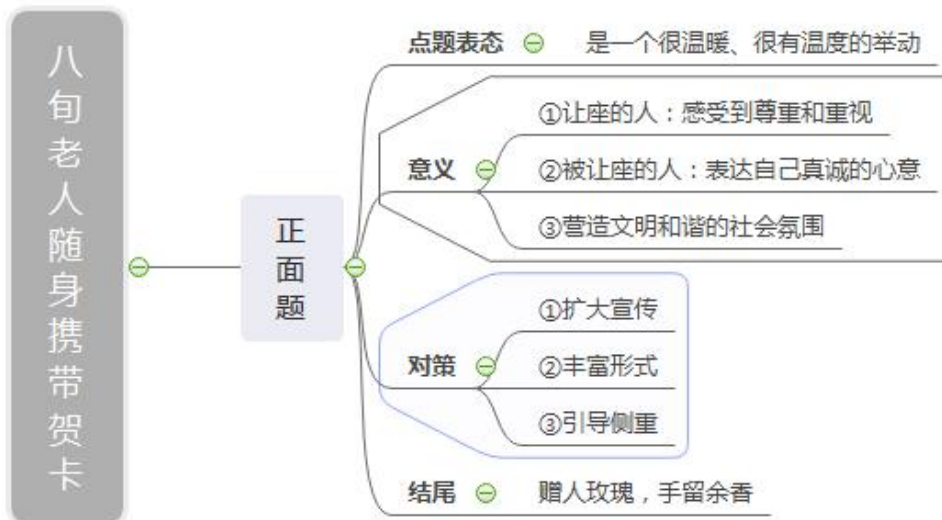 八旬老人随身携带贺卡
正面题
点题表态
是一个很温暖、很有温度的举动
意义
①让座的人：感受到尊重和重视
②被让座的人：表达自己真诚的心意
③营造文明和谐的社会氛围
对策
①扩大宣传
②丰富形式
③引导侧重
结尾
赠人玫瑰，手留余香